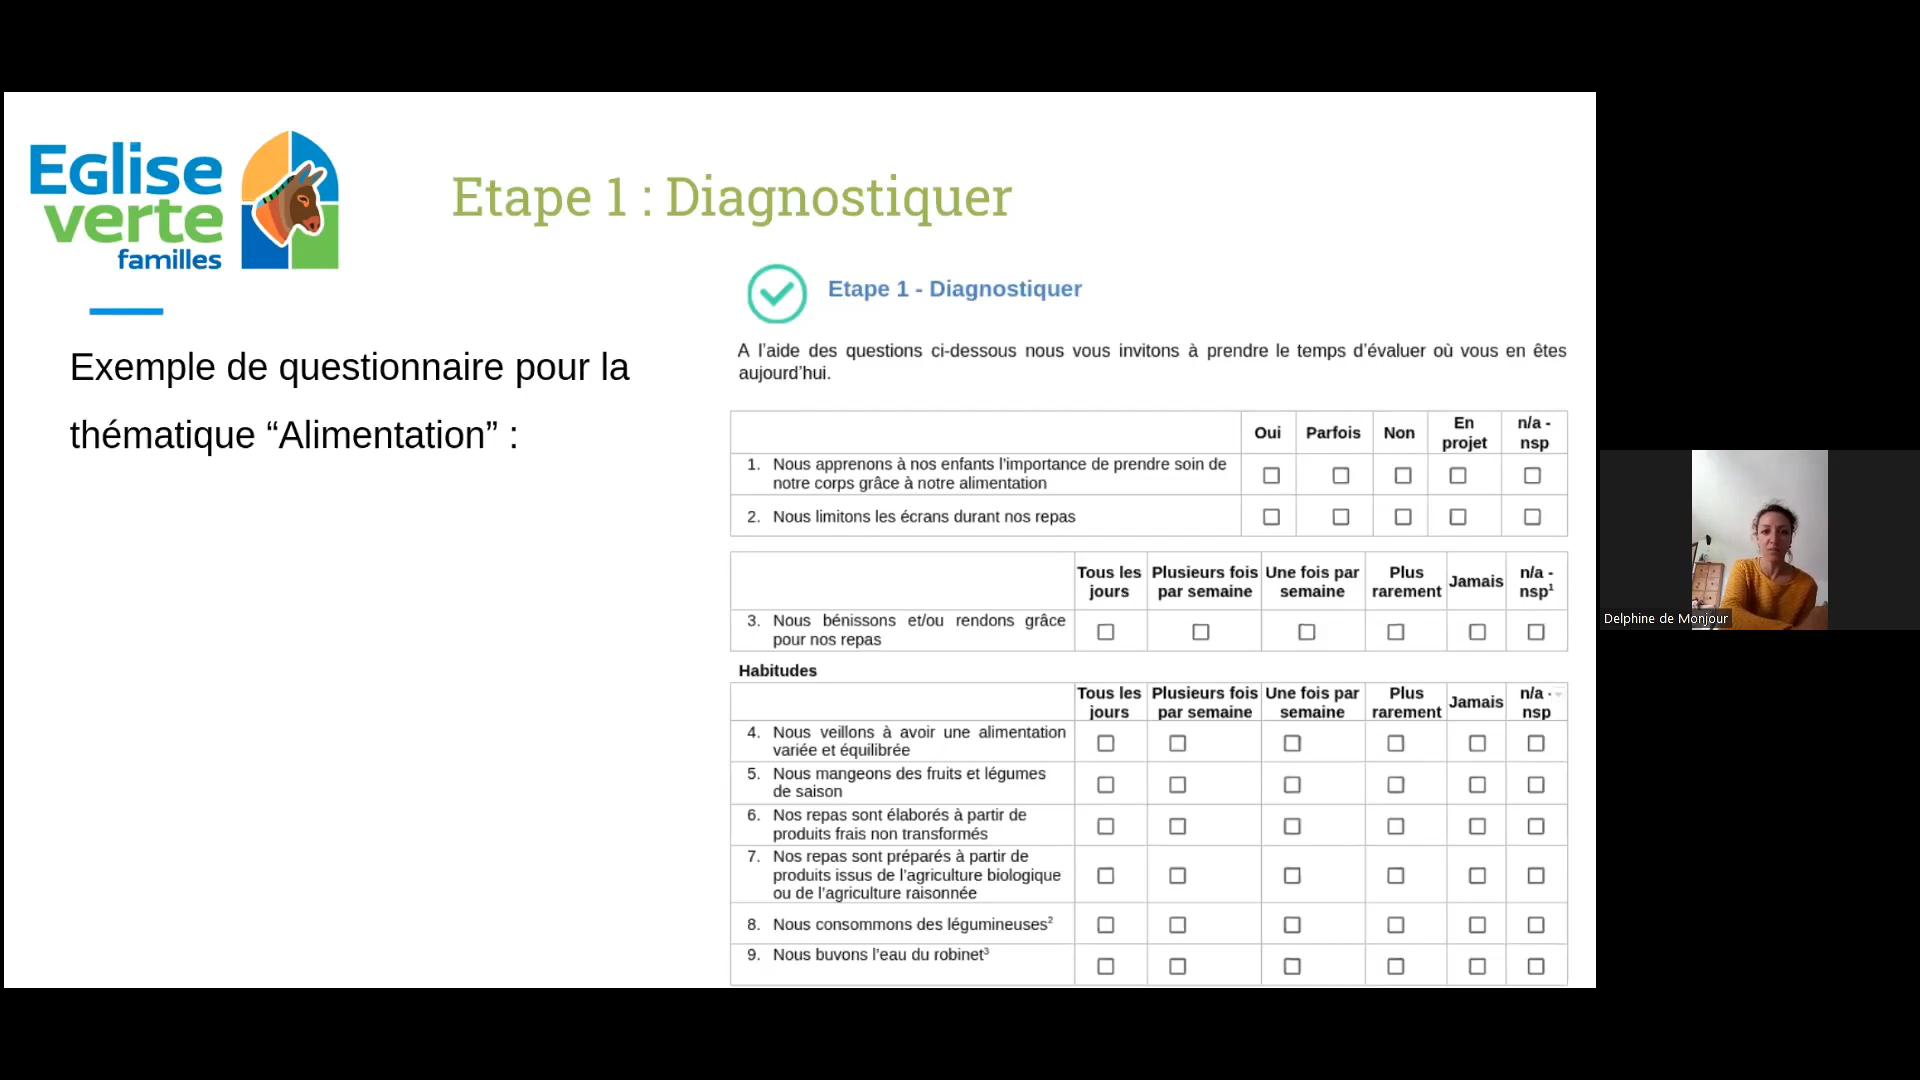 Eglise
verte
familles
Etape 1 : Diagnostiquer
Exemple de questionnaire pour la
thématique “Alimentation” :
Etape 1 - Diagnostiquer
A l’aide des questions ci-dessous nous vous invitons à prendre le temps d’évaluer où vous en êtes
aujourd’hui.
Oui Parfois Non En projet n/a - nsp
1. Nous apprenons à nos enfants l’importance de prendre soin de
notre corps grâce à notre alimentation
2. Nous limitons les écrans durant nos repas
Tous les jours Plusieurs fois par semaine Une fois par semaine Plus rarement Jamais n/a - nsp¹
3. Nous bénissons et/ou rendons grâce
pour nos repas
Habitudes
Tous les jours Plusieurs fois par semaine Une fois par semaine Plus rarement Jamais n/a - nsp
4. Nous veillons à avoir une alimentation
variée et équilibrée
5. Nous mangeons des fruits et légumes
de saison
6. Nos repas sont élaborés à partir de
produits frais non transformés
7. Nos repas sont préparés à partir de
produits issus de l’agriculture biologique
ou de l’agriculture raisonnée
8. Nous consommons des légumineuses²
9. Nous buvons l’eau du robinet³
Delphine de Monjour